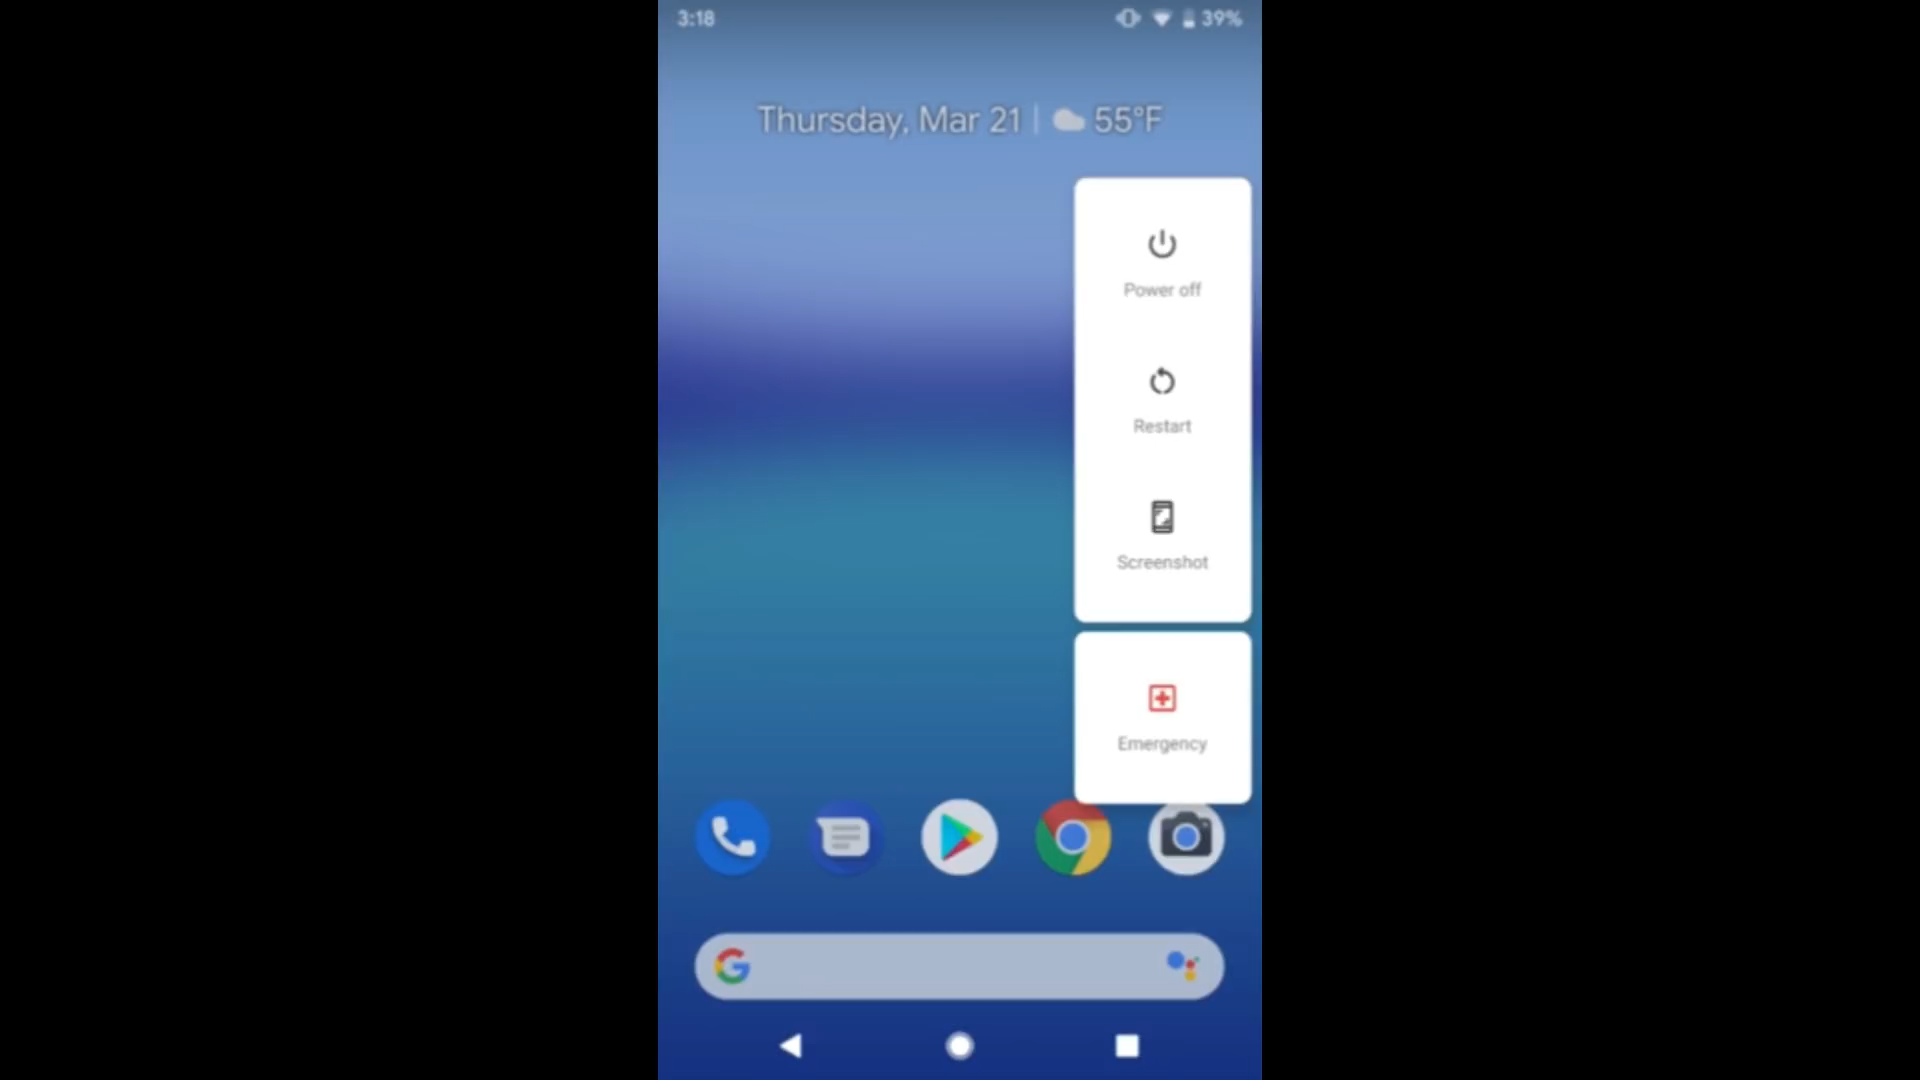 3:18
39%
Thursday, Mar 21 | 55°F
Power off
Restart
Screenshot
Emergency